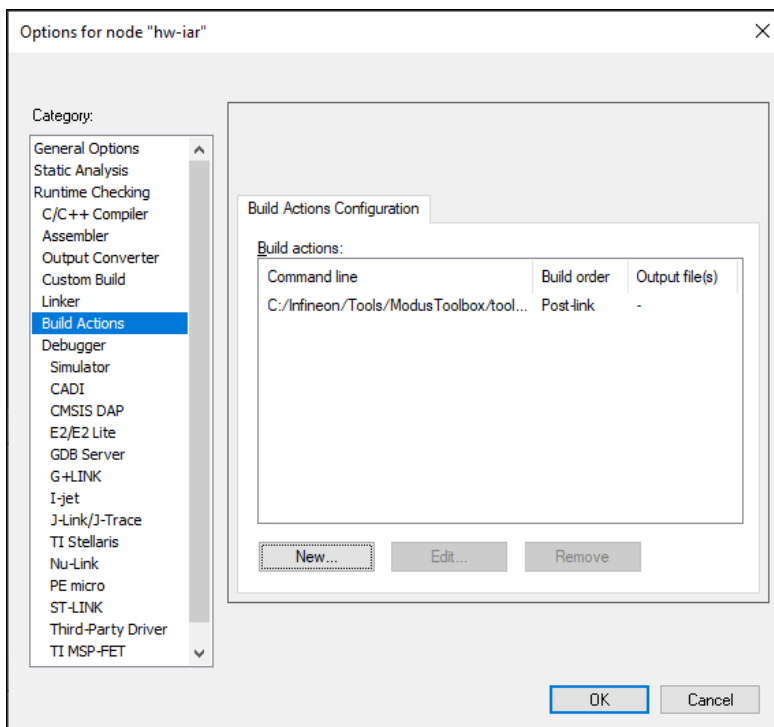 Options for node "hw-iar"
Category:
General Options
Static Analysis
Runtime Checking
C/C++ Compiler
Assembler
Output Converter
Custom Build
Linker
Build Actions
Debugger
Simulator
CADI
CMSIS DAP
E2/E2 Lite
GDB Server
G+LINK
I-jet
J-Link/J-Trace
TI Stellaris
Nu-Link
PE micro
ST-LINK
Third-Party Driver
TI MSP-FET
Build Actions Configuration
Build actions:
Command line Build order Output file(s)
C:/Infineon/Tools/ModusToolbox/tool... Post-link -
New... Edit... Remove
OK Cancel